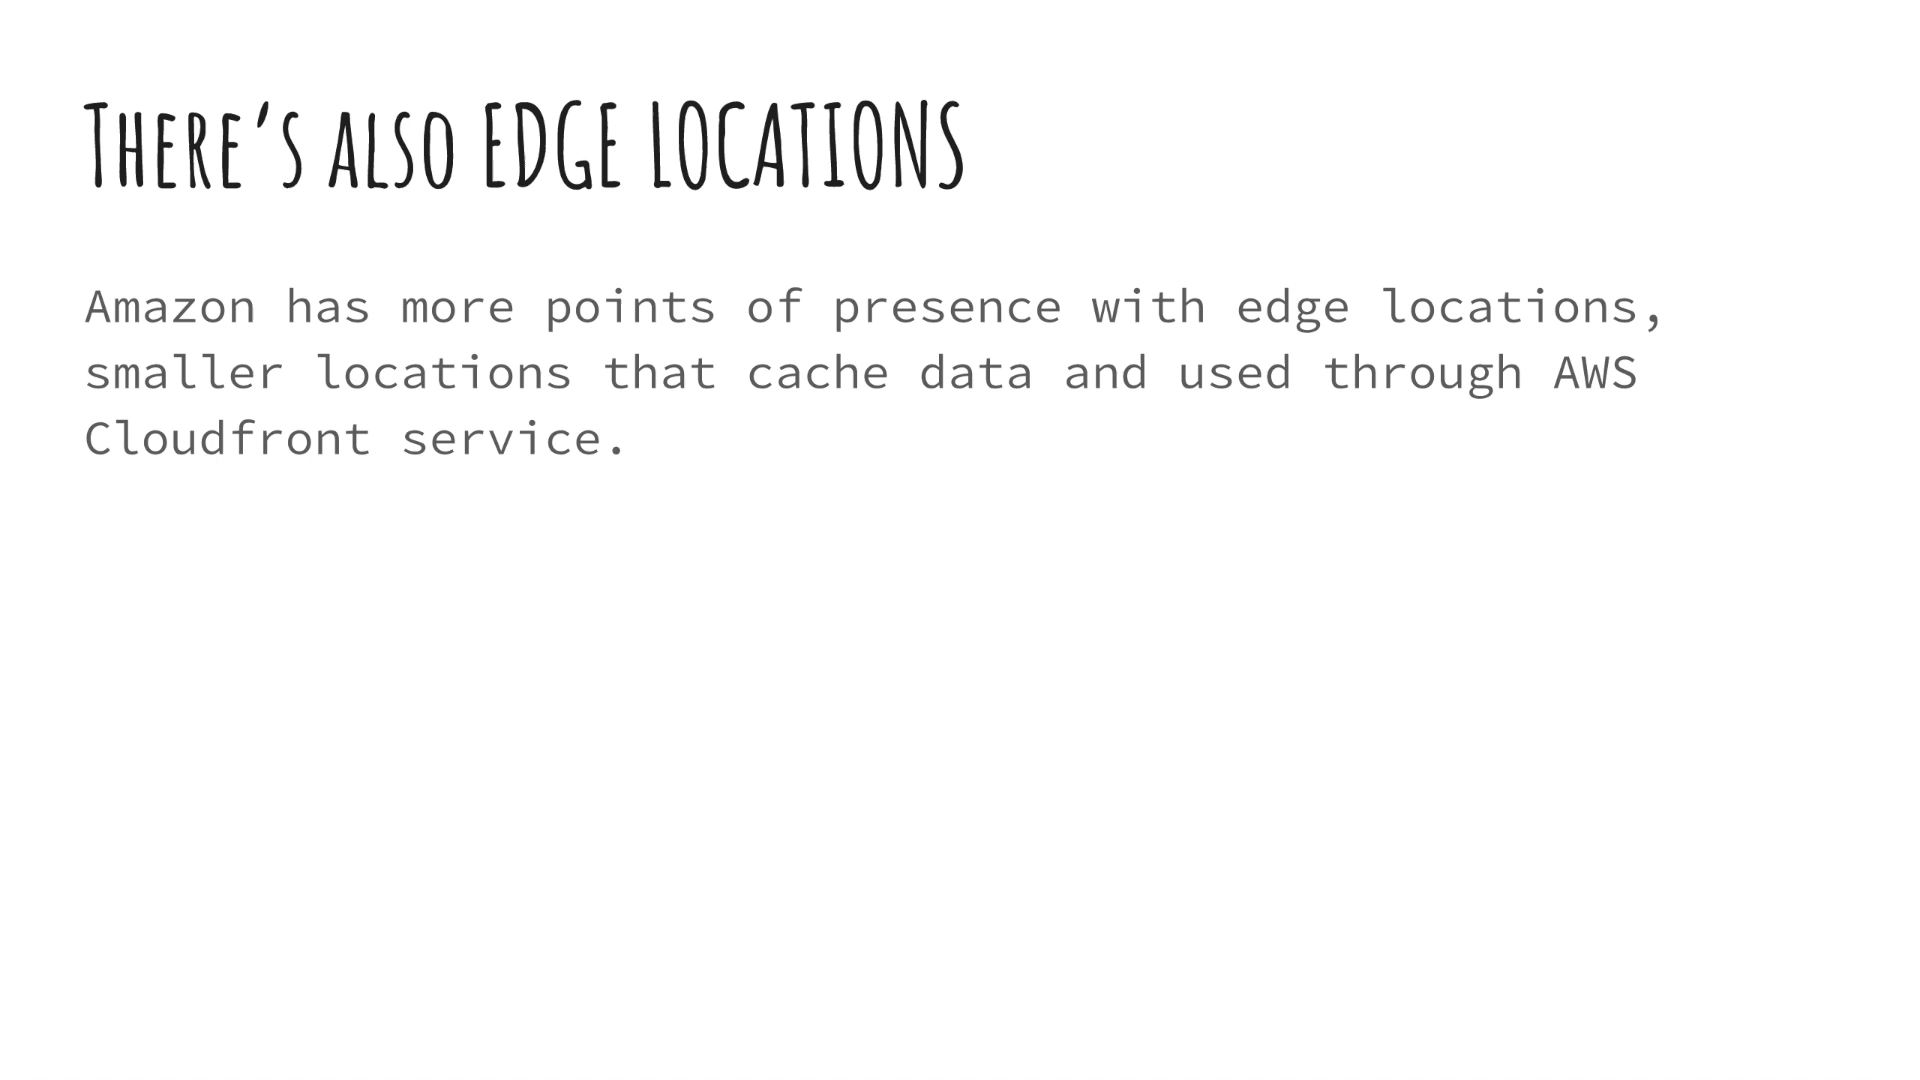 There's also EDGE LOCATIONS
Amazon has more points of presence with edge locations,
smaller locations that cache data and used through AWS
Cloudfront service.